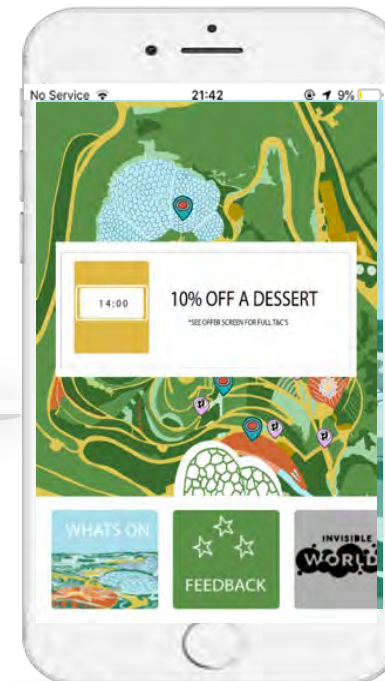 No Service 21:42 9%
14:00
10% OFF A DESSERT
*SEE OFFER SCREEN FOR FULL T&C'S
WHATS ON
FEEDBACK
INVISIBLE
WORLD